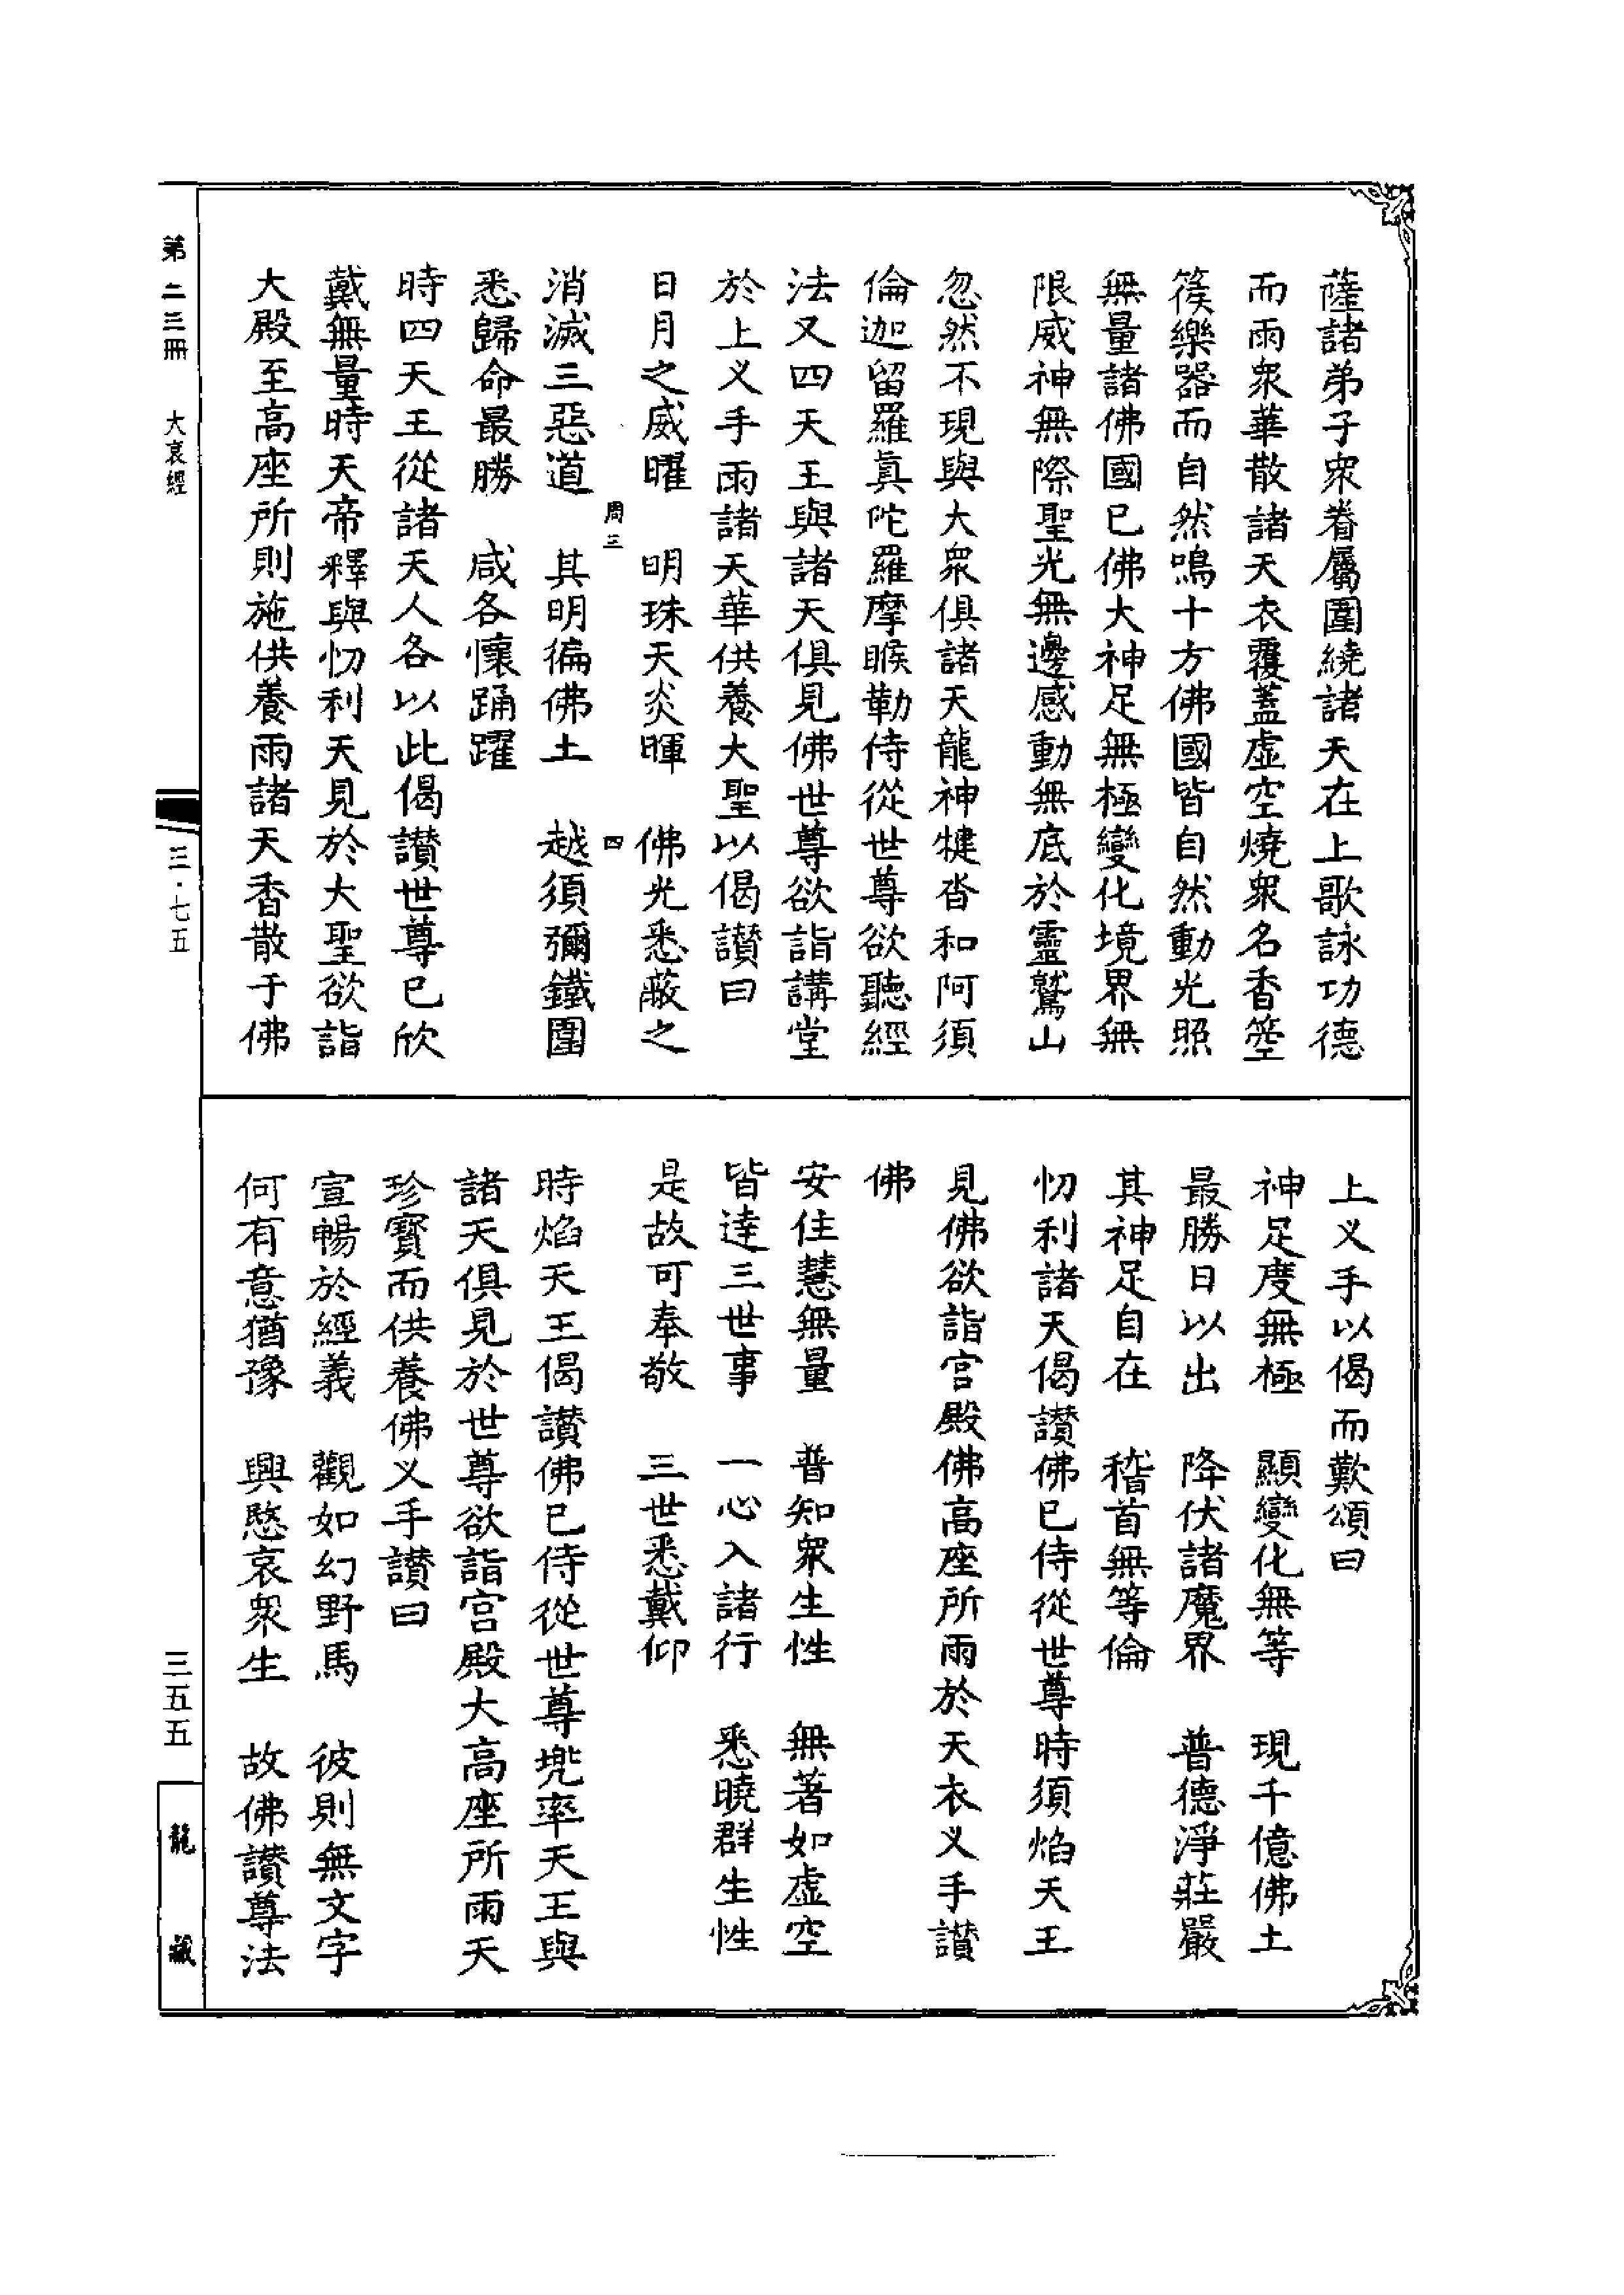 薩諸弟子衆眷屬圍繞諸天在上歌詠功德
而雨衆華散諸天衣覆蓋虛空燒衆名香箜
篌樂器而自然鳴十方佛國皆自然動光照
無量諸佛國已佛大神足無極變化境界無
限威神無際聖光無邊感動無底於靈鷲山
忽然不現與大衆俱諸天龍神犍沓和阿須
倫迦留羅真陀羅摩睺勒侍從世尊欲聽經
法又四天王與諸天俱見佛世尊欲詣講堂
於上义手雨諸天華供養大聖以偈讃曰
日月之威曜　明珠天炎暉　佛光悉蔽之
周三　四
消滅三惡道　其明徧佛土　越須彌鐵圍
悉歸命最勝　咸各懷踊躍
時四天王從諸天人各以此偈讃世尊已欣
戴無量時天帝釋與忉利天見於大聖欲詣
大殿至高座所則施供養雨諸天香散于佛
上义手以偈而歎頌曰
神足度無極　顯變化無等　現千億佛土
最勝日以出　降伏諸魔界　普德淨莊嚴
其神足自在　稽首無等倫
忉利諸天偈讃佛已侍從世尊時須焰天王
見佛欲詣宮殿佛高座所雨於天衣义手讃
佛
安住慧無量　普知衆生性　無著如虛空
皆達三世事　一心入諸行　悉曉群生性
是故可奉敬　三世悉戴仰
時焰天王偈讃佛已侍從世尊兜率天王與
諸天俱見於世尊欲詣宮殿大高座所雨天
珍寶而供養佛义手讃曰
宣暢於經義　觀如幻野馬　彼則無文字
何有意猶豫　興愍哀衆生　故佛讃尊法
第二三冊　大哀經
三·七五
三五五
龍藏